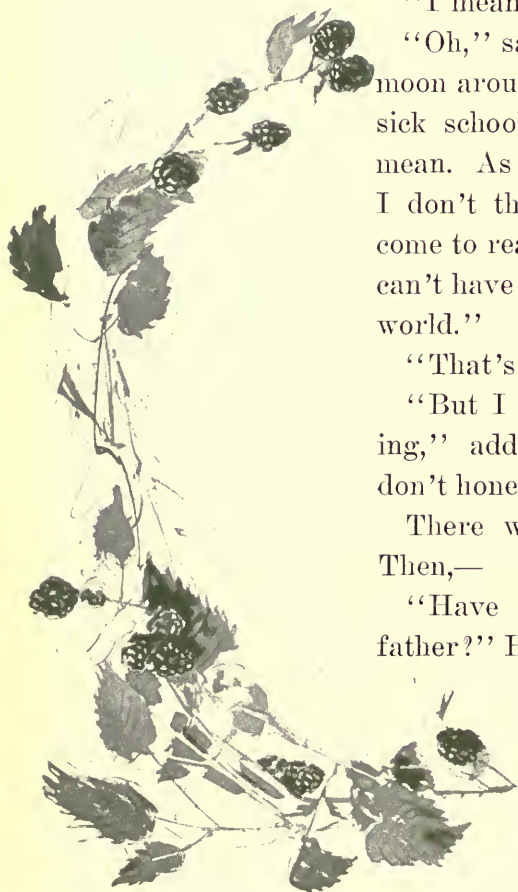 "I mean
"Oh," sa
moon arou
sick school
mean. As
I don't th
come to rea
can't have
world."
"That's
"But I
ing," add
don't hone
There w
Then,—
"Have
father?" H